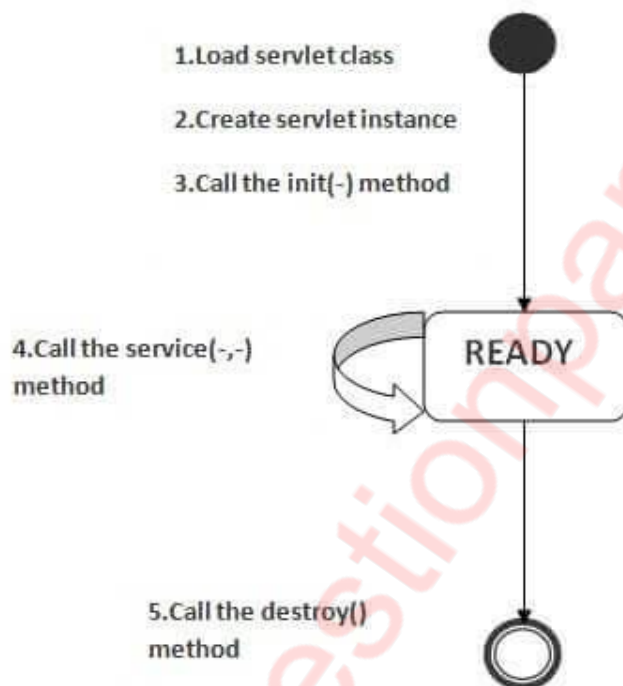 1.Load servlet class
2.Create servlet instance
3.Call the init(-) method
4.Call the service(-,-)
method
READY
5.Call the destroy()
method
estionpa